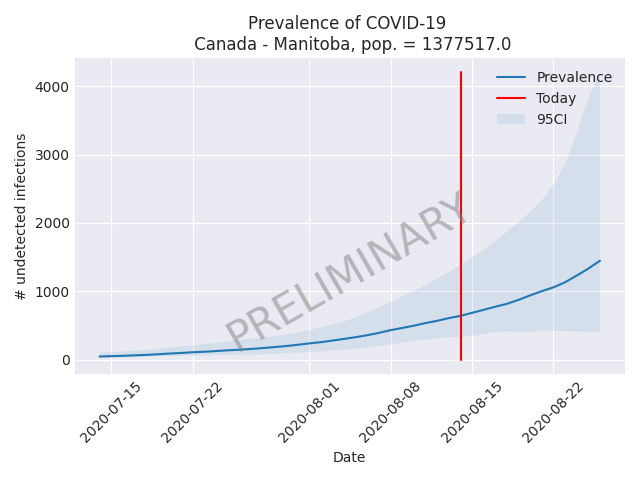 Prevalence of COVID-19
Canada - Manitoba, pop. = 1377517.0
Prevalence
Today
95CI
PRELIMINARY
# undetected infections
4000
3000
2000
1000
0
2020-07-15
2020-07-22
2020-08-01
2020-08-08
2020-08-15
2020-08-22
Date